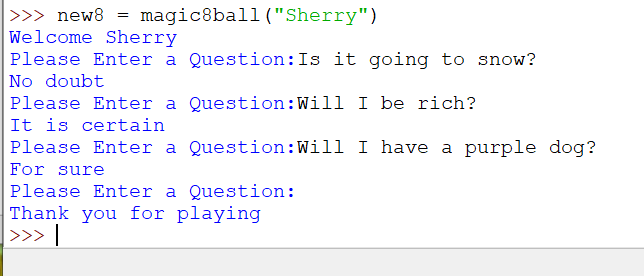 >>> new8 = magic8ball("Sherry")
Welcome Sherry
Please Enter a Question:Is it going to snow?
No doubt
Please Enter a Question:Will I be rich?
It is certain
Please Enter a Question:Will I have a purple dog?
For sure
Please Enter a Question:
Thank you for playing
>>>